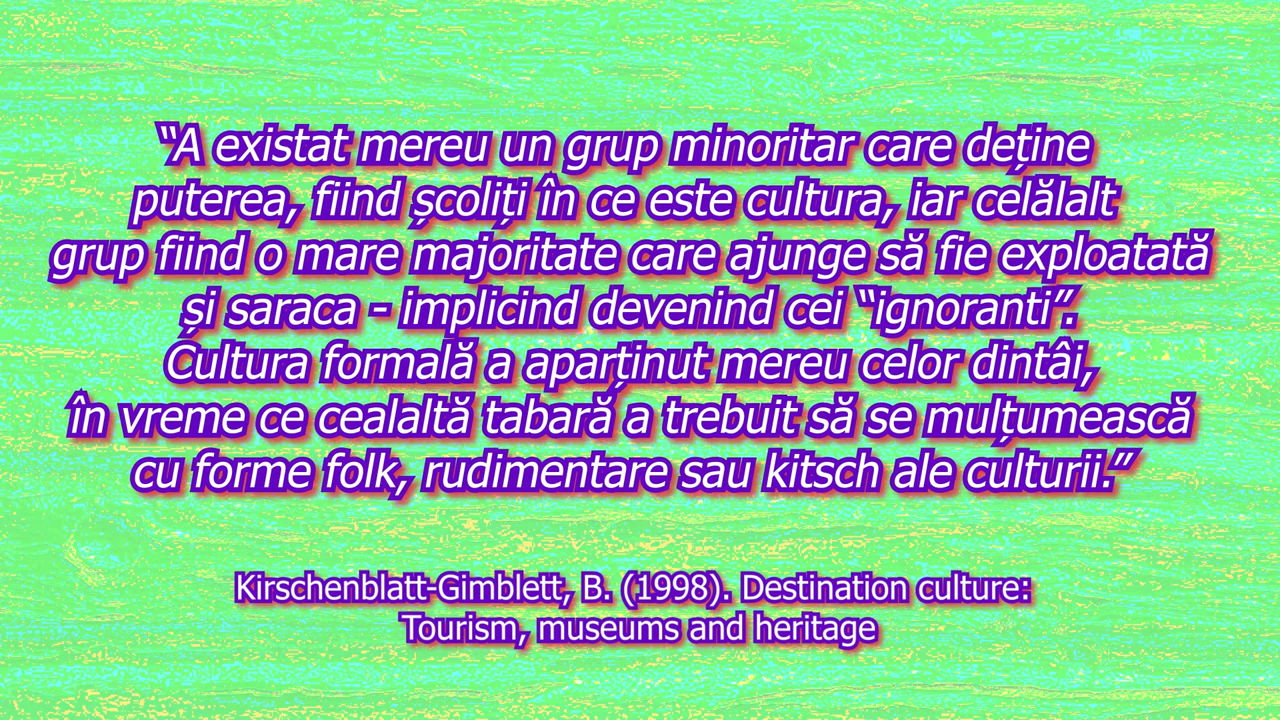 “A existat mereu un grup minoritar care deține
puterea, fiind școliți în ce este cultura, iar celălalt
grup fiind o mare majoritate care ajunge să fie exploatată
și saraca - implicind devenind cei “ignoranti”.
Cultura formală a aparținut mereu celor dintâi,
în vreme ce cealaltă tabară a trebuit să se mulțumească
cu forme folk, rudimentare sau kitsch ale culturii.”
Kirschenblatt-Gimblett, B. (1998). Destination culture:
Tourism, museums and heritage